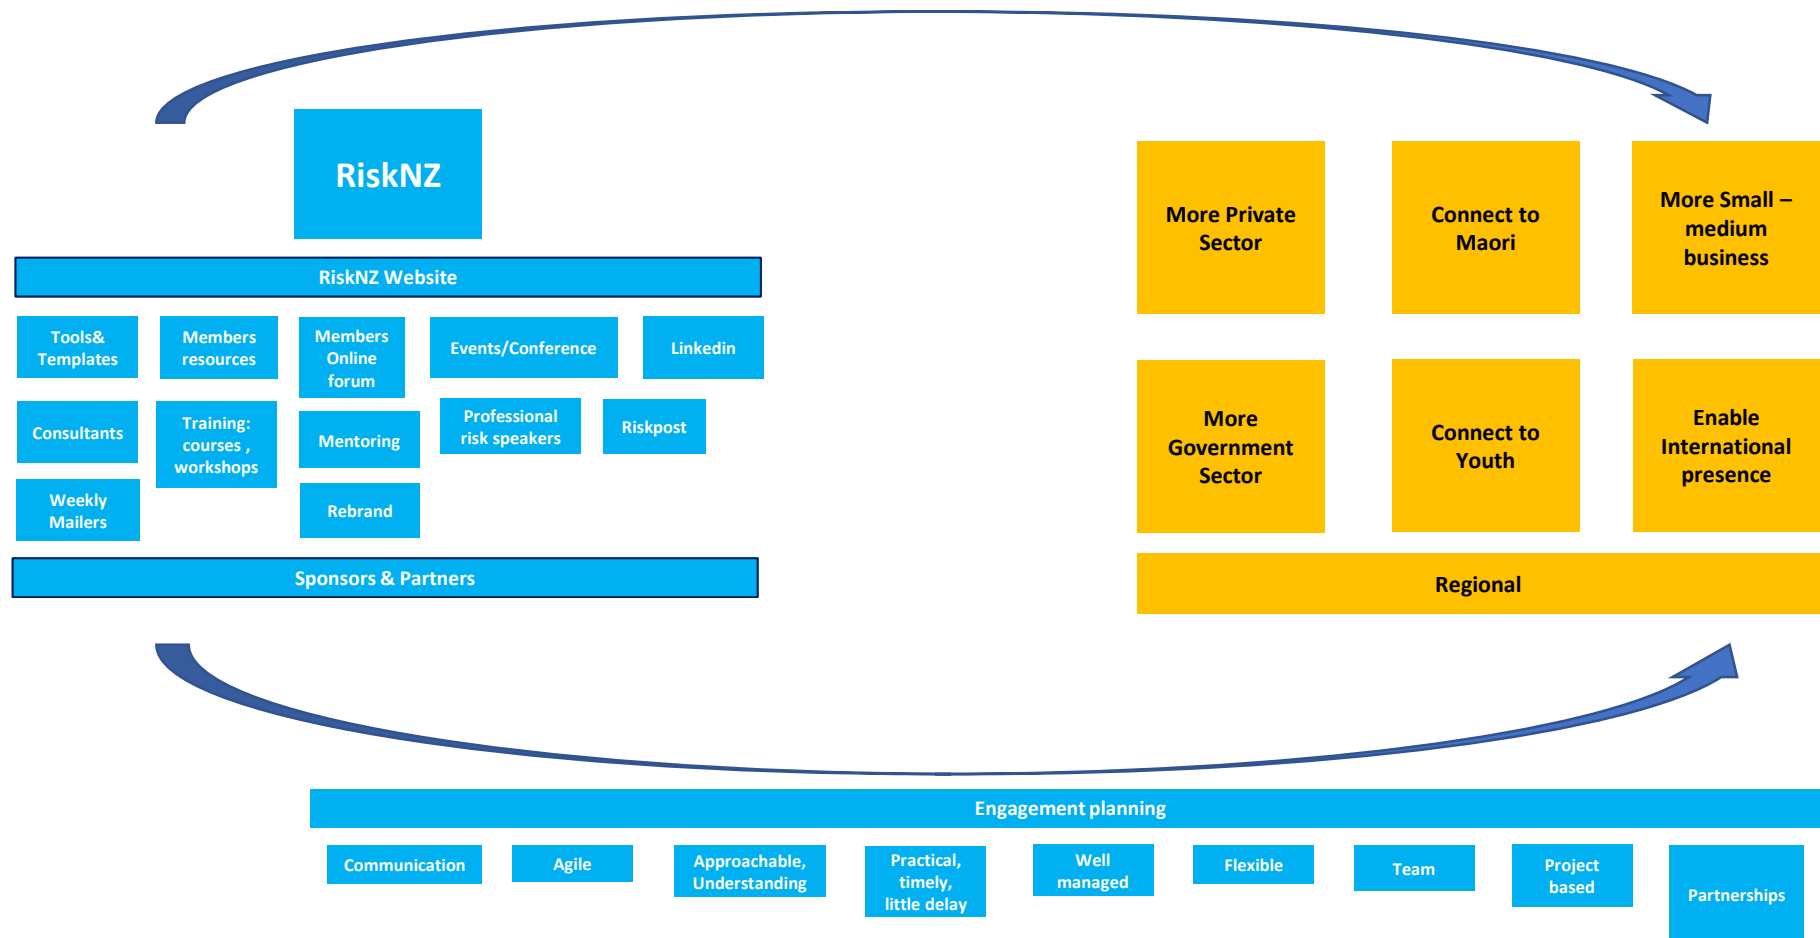 RiskNZ
RiskNZ Website
Tools&
Templates
Members
resources
Members
Online
forum
Events/Conference
Linkedin
Consultants
Training:
courses ,
workshops
Mentoring
Professional
risk speakers
Riskpost
Weekly
Mailers
Rebrand
Sponsors & Partners
More Private
Sector
Connect to
Maori
More Small –
medium
business
More
Government
Sector
Connect to
Youth
Enable
International
presence
Regional
Engagement planning
Communication
Agile
Approachable,
Understanding
Practical,
timely,
little delay
Well
managed
Flexible
Team
Project
based
Partnerships